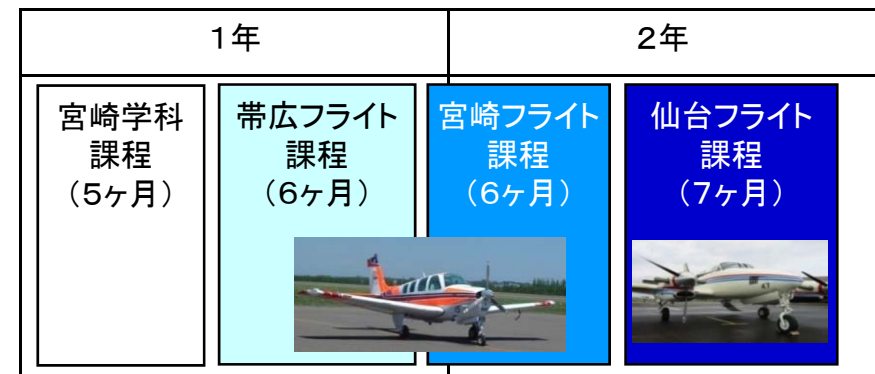 １年
２年
宮崎学科
課程
（５ヶ月）
帯広フライト
課程
（６ヶ月）
宮崎フライト
課程
（６ヶ月）
仙台フライト
課程
（７ヶ月）